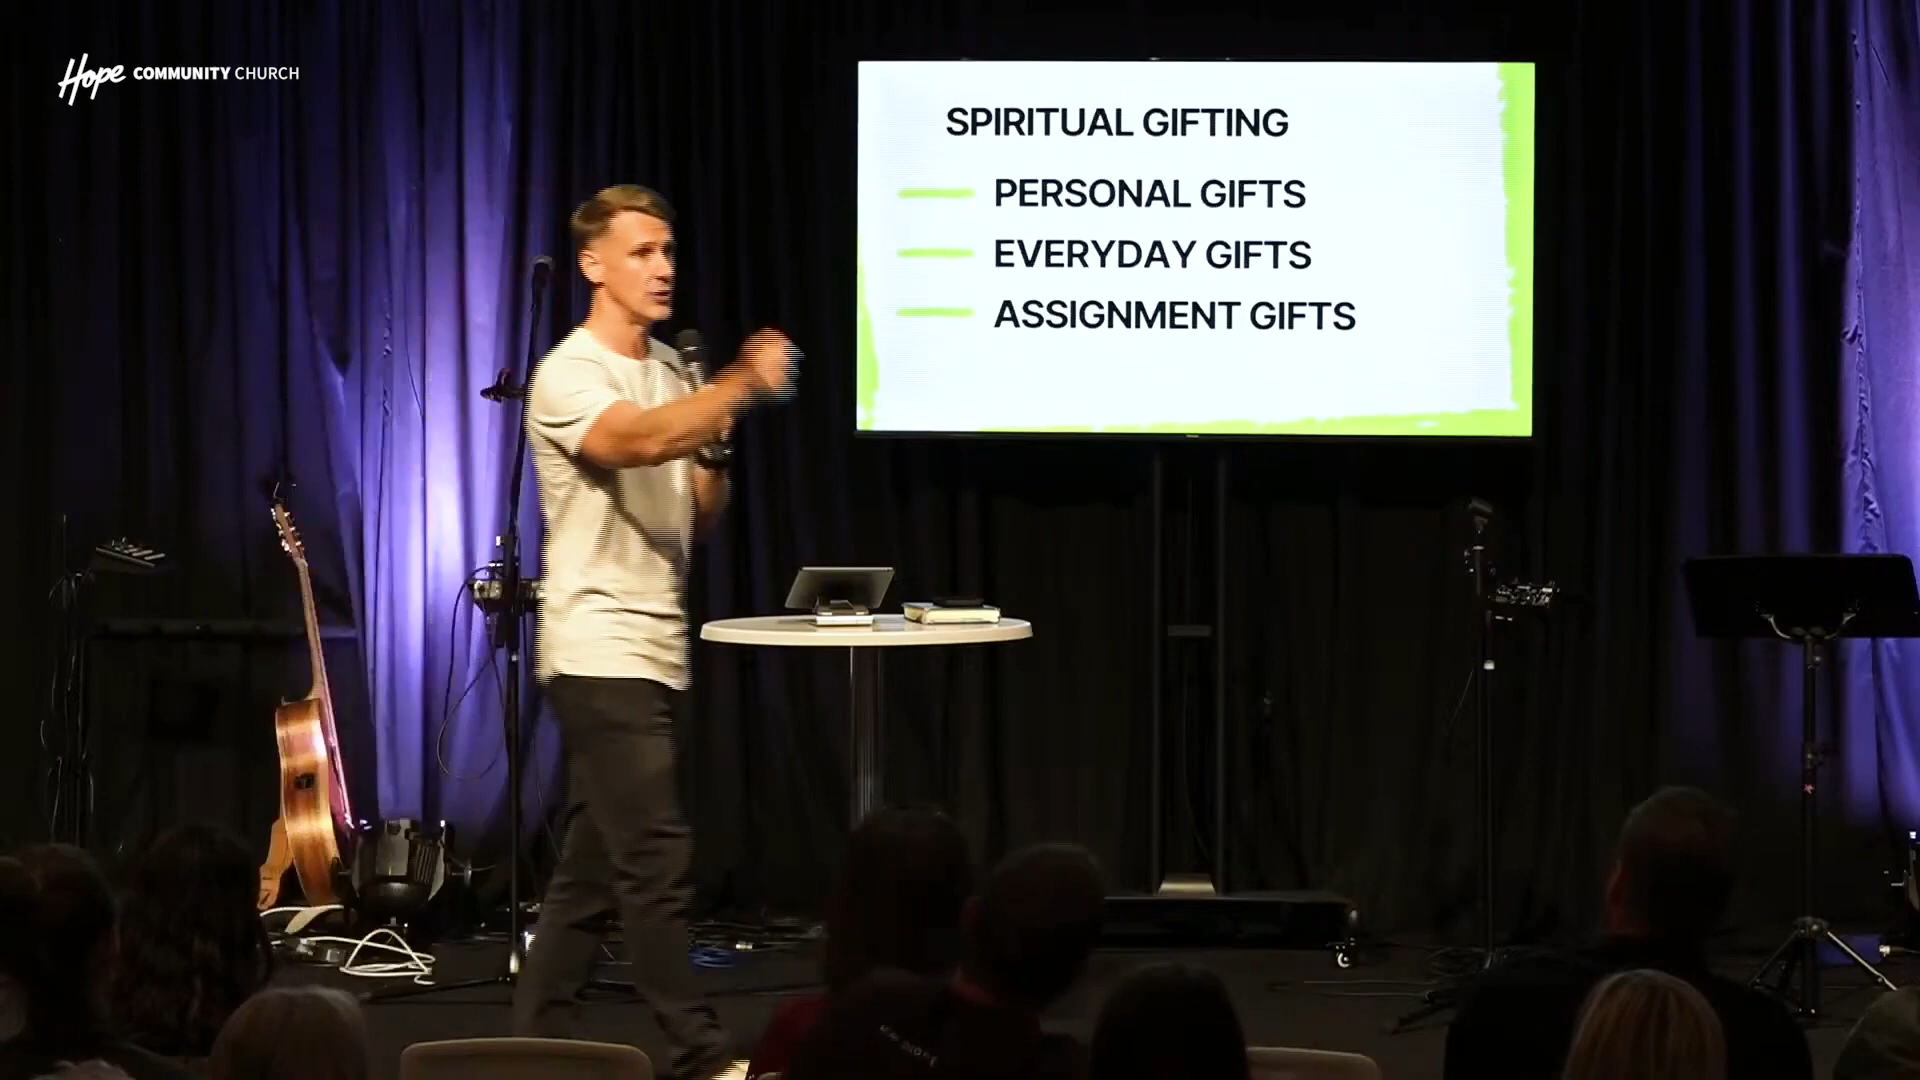 Hope COMMUNITY CHURCH
SPIRITUAL GIFTING
PERSONAL GIFTS
EVERYDAY GIFTS
ASSIGNMENT GIFTS